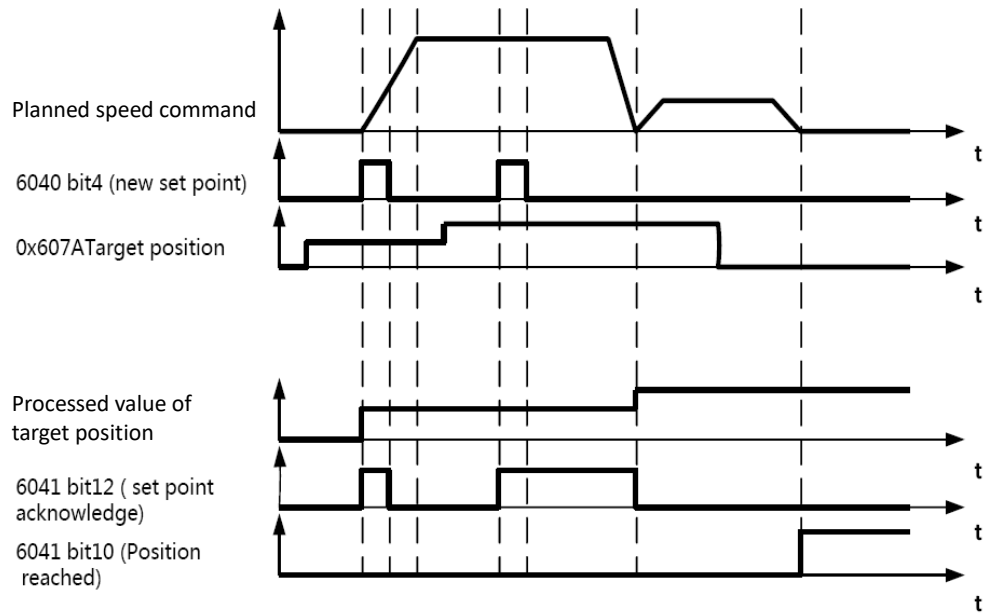 Planned speed command
t
6040 bit4 (new set point)
t
0x607ATarget position
t
Processed value of
target position
t
6041 bit12 ( set point
acknowledge)
t
6041 bit10 (Position
reached)
t